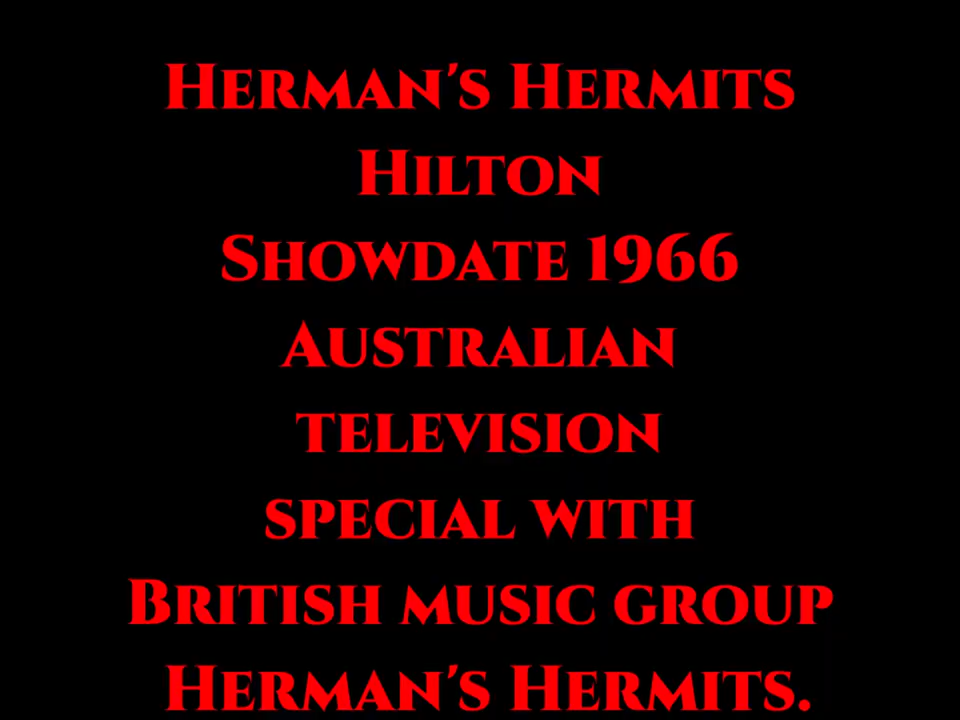 Herman's Hermits
Hilton
Showdate 1966
Australian
television
special with
British music group
Herman's Hermits.